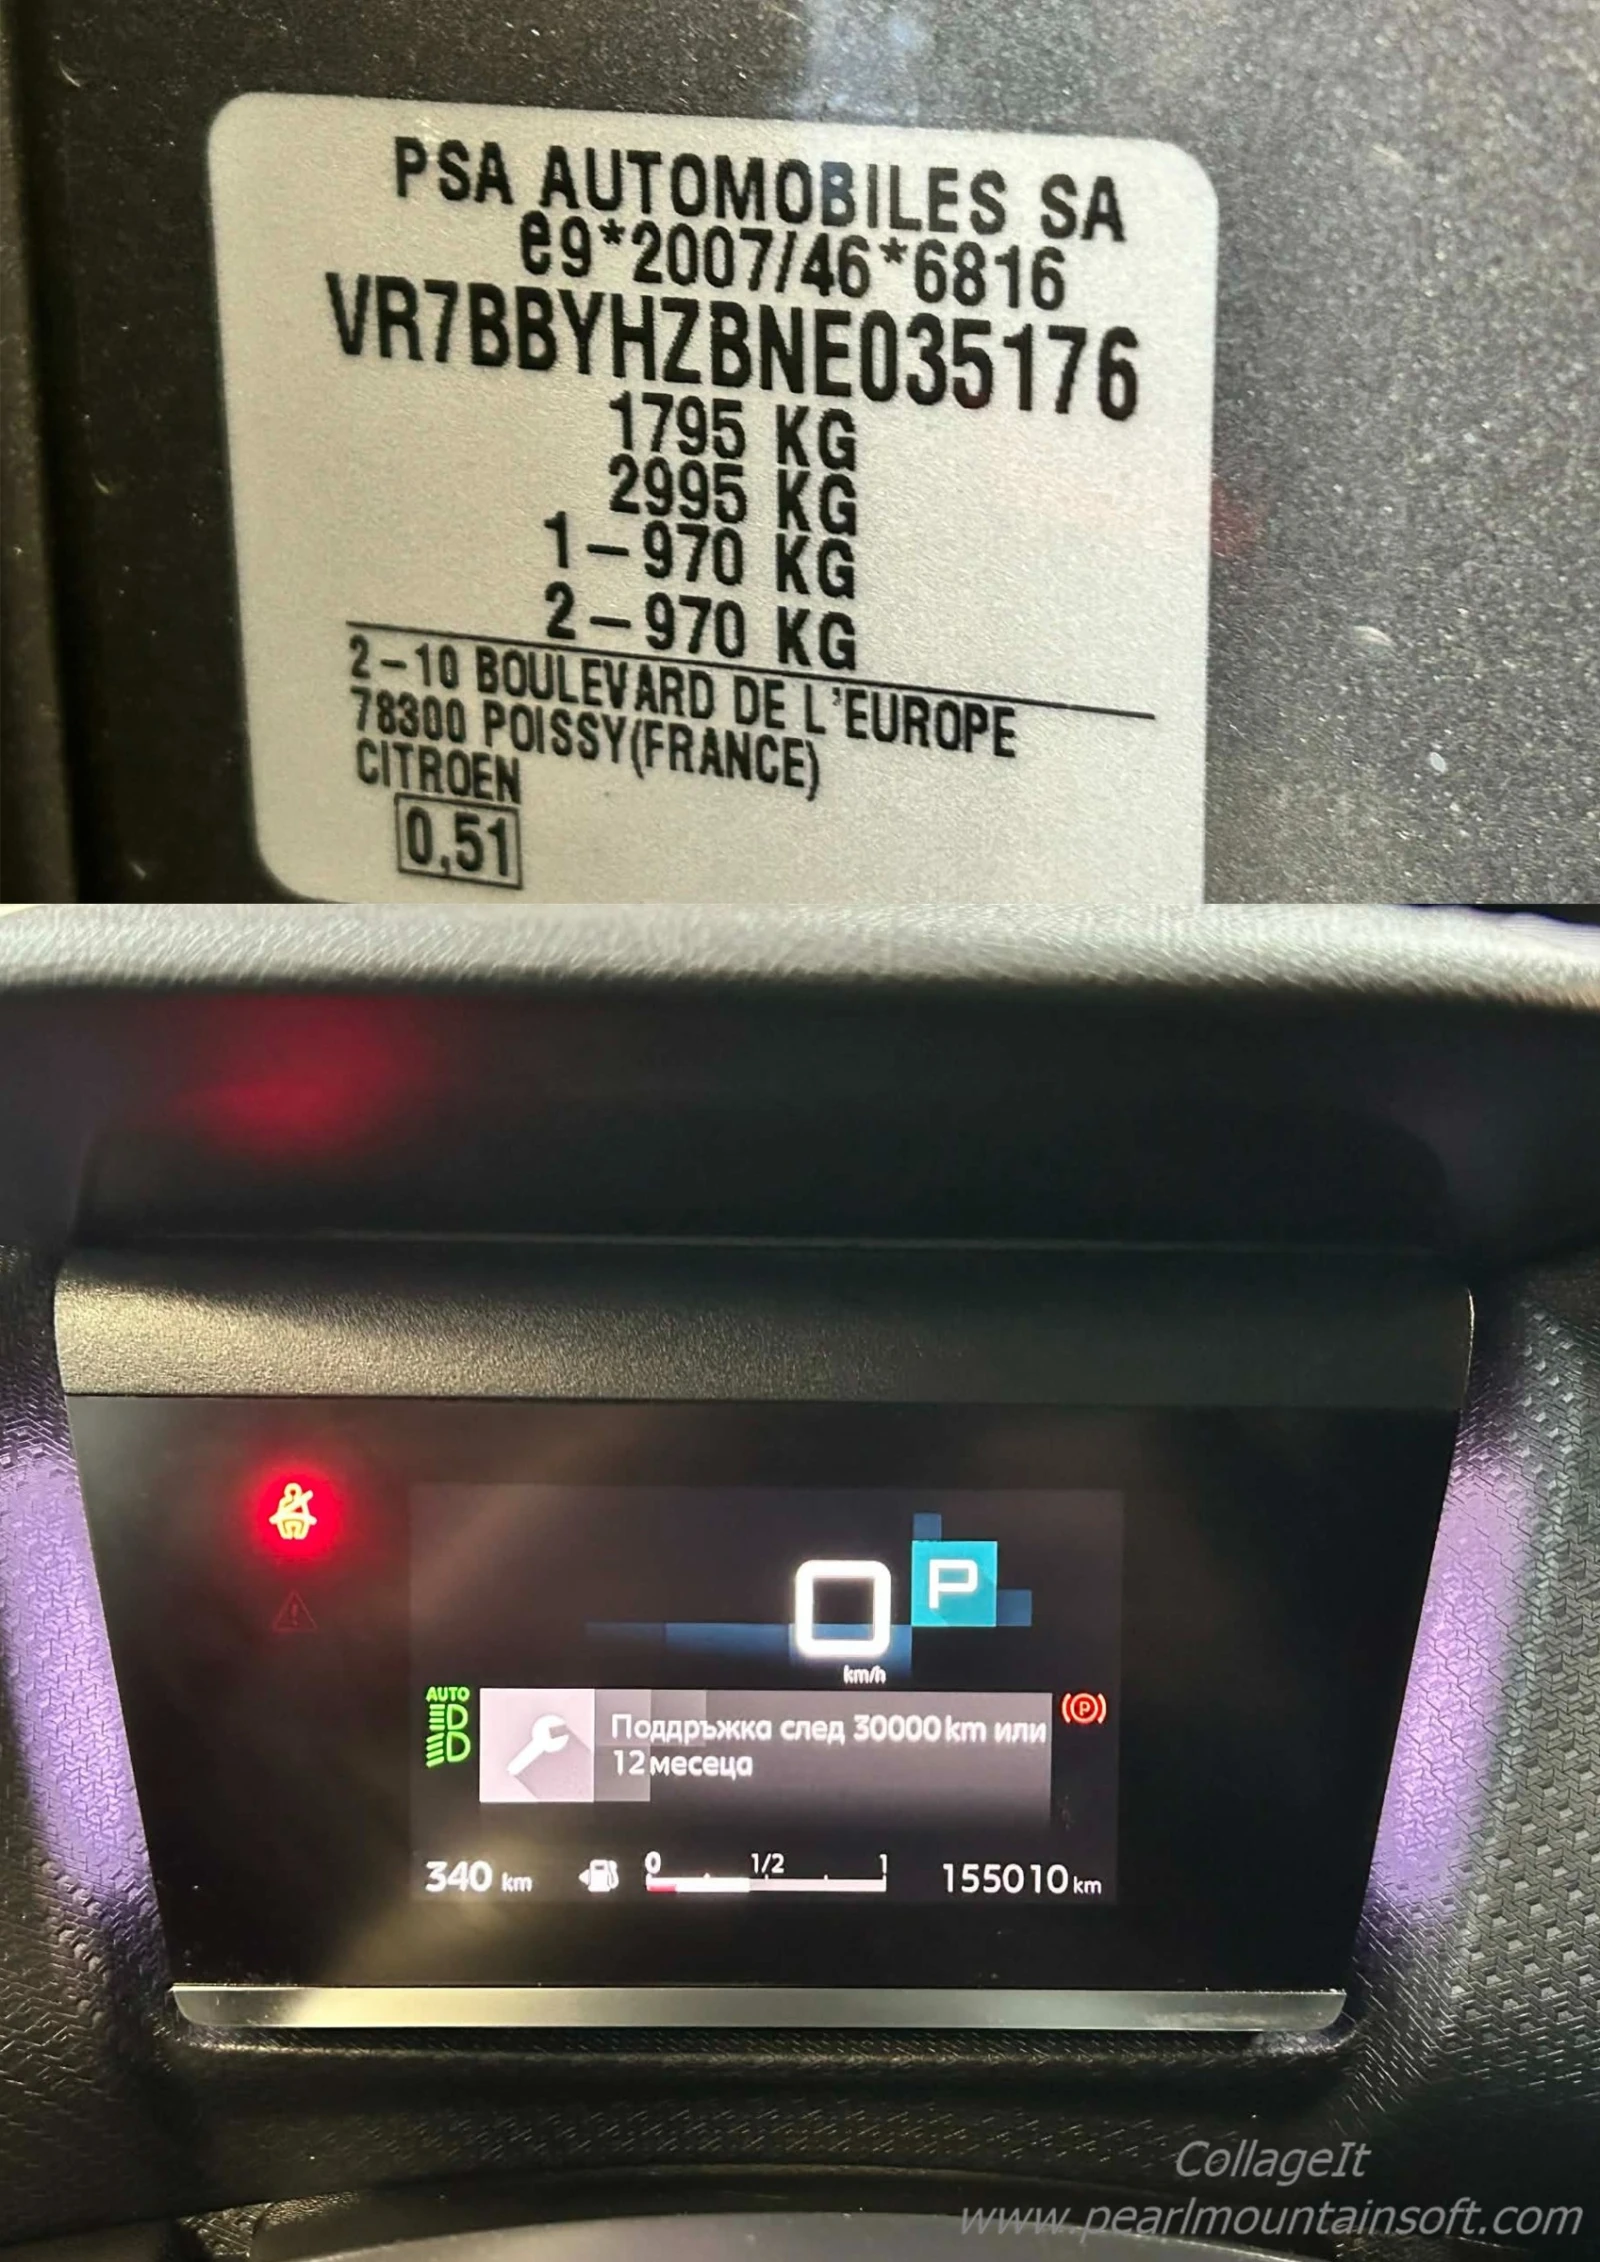 PSA AUTOMOBILES SA
e9*2007/46*6816
VR7BBYHZBNE035176
1795 KG
2995 KG
1-970 KG
2-970 KG
2-10 BOULEVARD DE L'EUROPE
78300 POISSY(FRANCE)
CITROEN
0,51
P
0
km/h
AUTO
Поддръжка след 30000 km или
12 месеца
P
340 km
0 1/2 1
155010 km
CollageIt
www.pearlmountainsoft.com